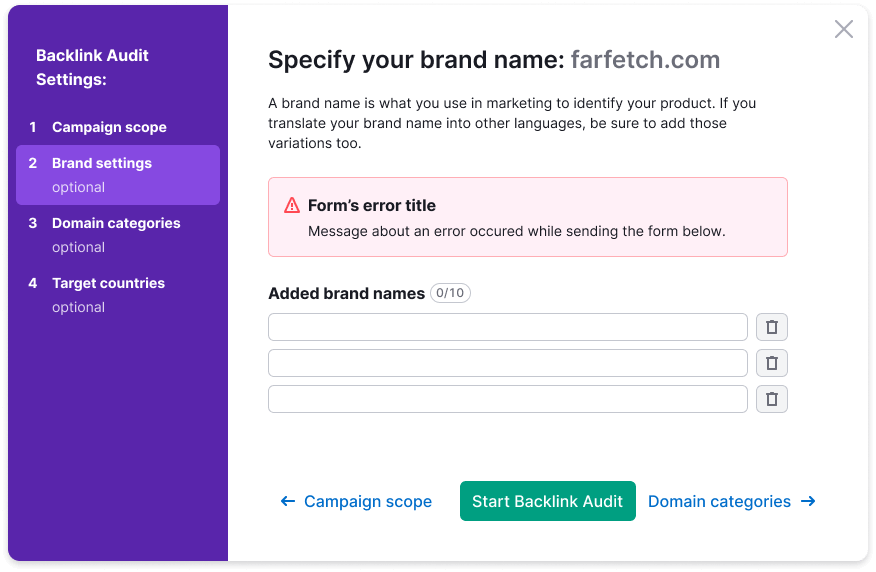 Backlink Audit
Settings:
1 Campaign scope
2 Brand settings
optional
3 Domain categories
optional
4 Target countries
optional
Specify your brand name: farfetch.com
A brand name is what you use in marketing to identify your product. If you
translate your brand name into other languages, be sure to add those
variations too.
Form’s error title
Message about an error occured while sending the form below.
Added brand names 0/10
← Campaign scope
Start Backlink Audit
Domain categories →